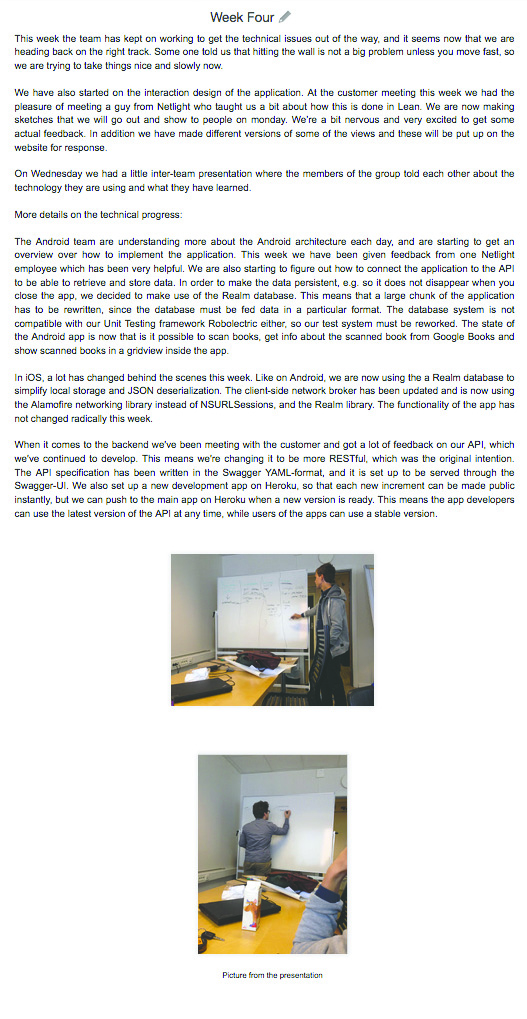 Week Four
This week the team has kept on working to get the technical issues out of the way, and it seems now that we are
heading back on the right track. Some one told us that hitting the wall is not a big problem unless you move fast, so
we are trying to take things nice and slowly now.
We have also started on the interaction design of the application. At the customer meeting this week we had the
pleasure of meeting a guy from Netlight who taught us a bit about how this is done in Lean. We are now making
sketches that we will go out and show to people on monday. We're a bit nervous and very excited to get some
actual feedback. In addition we have made different versions of some of the views and these will be put up on the
website for response.
On Wednesday we had a little inter-team presentation where the members of the group told each other about the
technology they are using and what they have learned.
More details on the technical progress:
The Android team are understanding more about the Android architecture each day, and are starting to get an
overview over how to implement the application. This week we have been given feedback from one Netlight
employee which has been very helpful. We are also starting to figure out how to connect the application to the API
to be able to retrieve and store data. In order to make the data persistent, e.g. so it does not disappear when you
close the app, we decided to make use of the Realm database. This means that a large chunk of the application
has to be rewritten, since the database must be fed data in a particular format. The database system is not
compatible with our Unit Testing framework Robolectric either, so our test system must be reworked. The state of
the Android app is now that is it possible to scan books, get info about the scanned book from Google Books and
show scanned books in a gridview inside the app.
In iOS, a lot has changed behind the scenes this week. Like on Android, we are now using the a Realm database to
simplify local storage and JSON deserialization. The client-side network broker has been updated and is now using
the Alamofire networking library instead of NSURLSessions, and the Realm library. The functionality of the app has
not changed radically this week.
When it comes to the backend we've been meeting with the customer and got a lot of feedback on our API, which
we've continued to develop. This means we're changing it to be more RESTful, which was the original intention.
The API specification has been written in the Swagger YAML-format, and it is set up to be served through the
Swagger-UI. We also set up a new development app on Heroku, so that each new increment can be made public
instantly, but we can push to the main app on Heroku when a new version is ready. This means the app developers
can use the latest version of the API at any time, while users of the apps can use a stable version.
Picture from the presentation